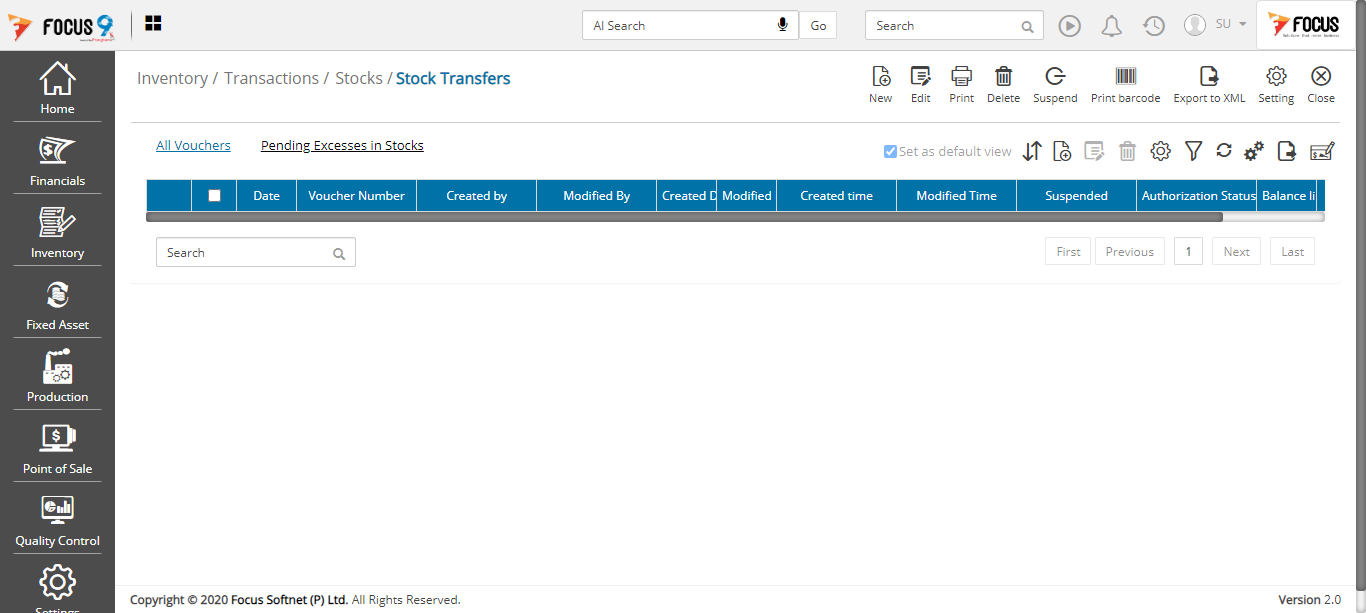 FOCUS 9
AI Search
Go
Search
SU
FOCUS
Home
Financials
Inventory
Fixed Asset
Production
Point of Sale
Quality Control
Settings
Inventory / Transactions / Stocks / Stock Transfers
New Edit Print Delete Suspend Print barcode Export to XML Setting Close
All Vouchers Pending Excesses in Stocks
Set as default view
Date Voucher Number Created by Modified By Created D Modified Created time Modified Time Suspended Authorization Status Balance li
Search
First Previous 1 Next Last
Copyright © 2020 Focus Softnet (P) Ltd. All Rights Reserved.
Version 2.0